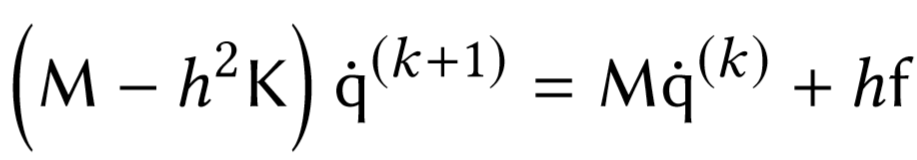 (M − h²K) q̇⁽ᵏ⁺¹⁾ = Mq̇⁽ᵏ⁾ + hf